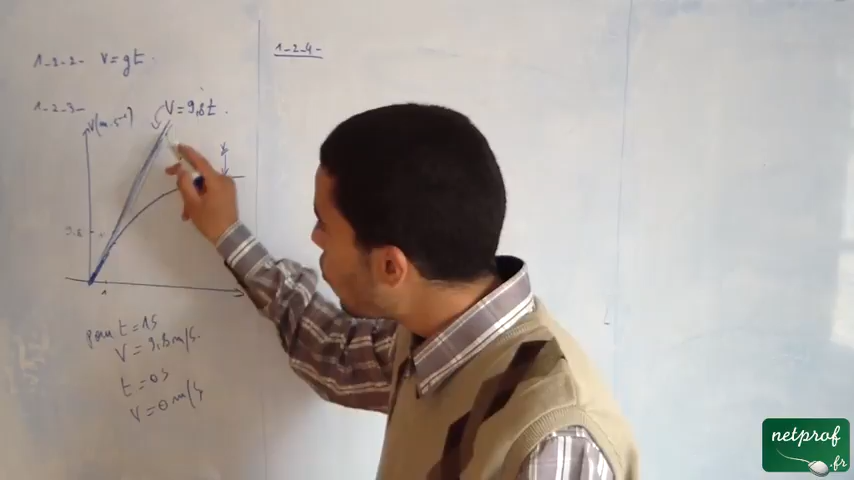 1-2-2- v=gt.
1-2-4-
1-2-3- V=9,8t.
V(m.s⁻¹)
9,8
1
pour t=1s
V=9,8m/s.
t=0s
V=0m/s
netprof
.fr